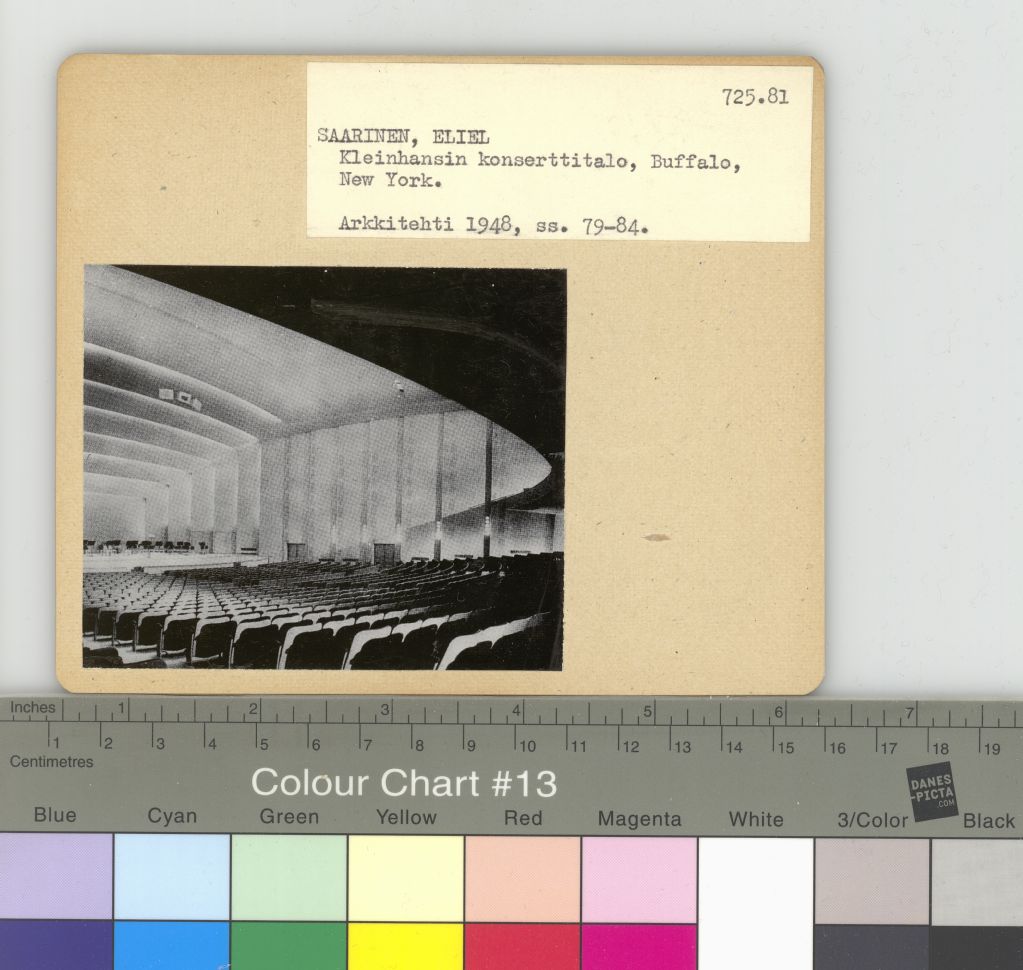 725.81
SAARINEN, ELIEL
Kleinhansin konserttitalo, Buffalo,
New York.
Arkkitehti 1948, ss. 79-84.
Inches 1 2 3 4 5 6 7
1 2 3 4 5 6 7 8 9 10 11 12 13 14 15 16 17 18 19
Centimetres
Colour Chart #13
DANES
-PICTA
.COM
Blue Cyan Green Yellow Red Magenta White 3/Color Black